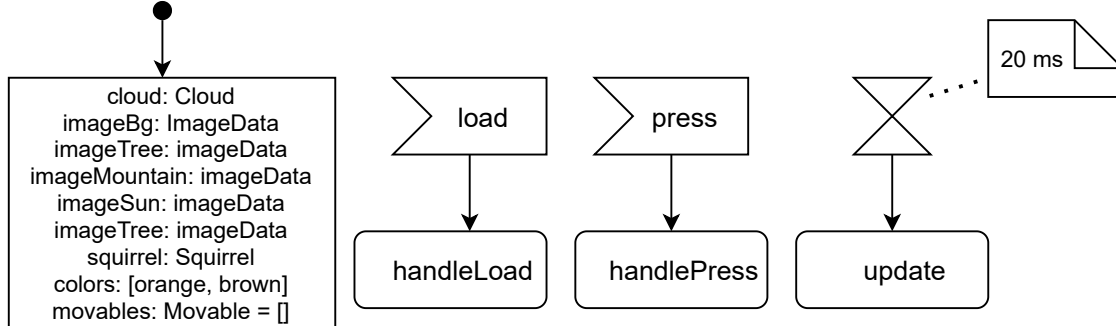 cloud: Cloud
imageBg: ImageData
imageTree: imageData
imageMountain: imageData
imageSun: imageData
imageTree: imageData
squirrel: Squirrel
colors: [orange, brown]
movables: Movable = []
load
handleLoad
press
handlePress
20 ms
update